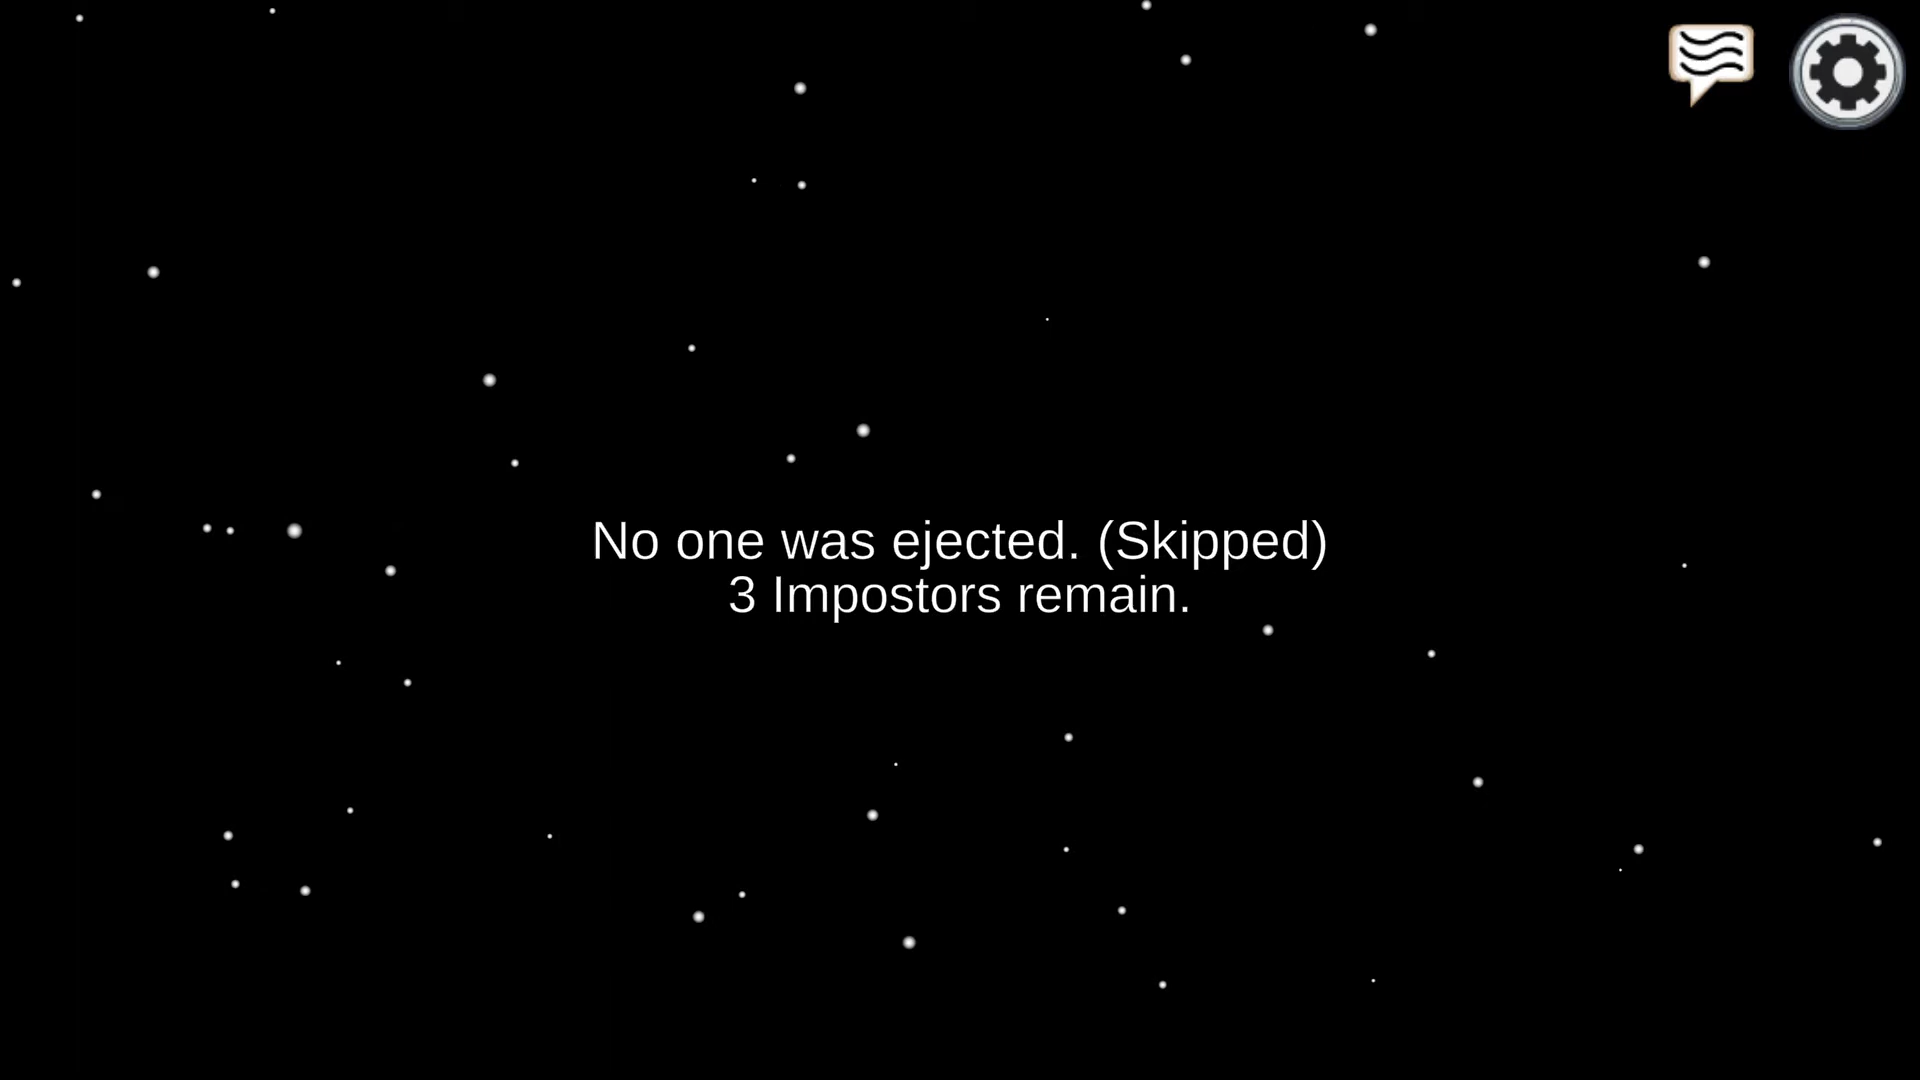 No one was ejected. (Skipped)
3 Impostors remain.